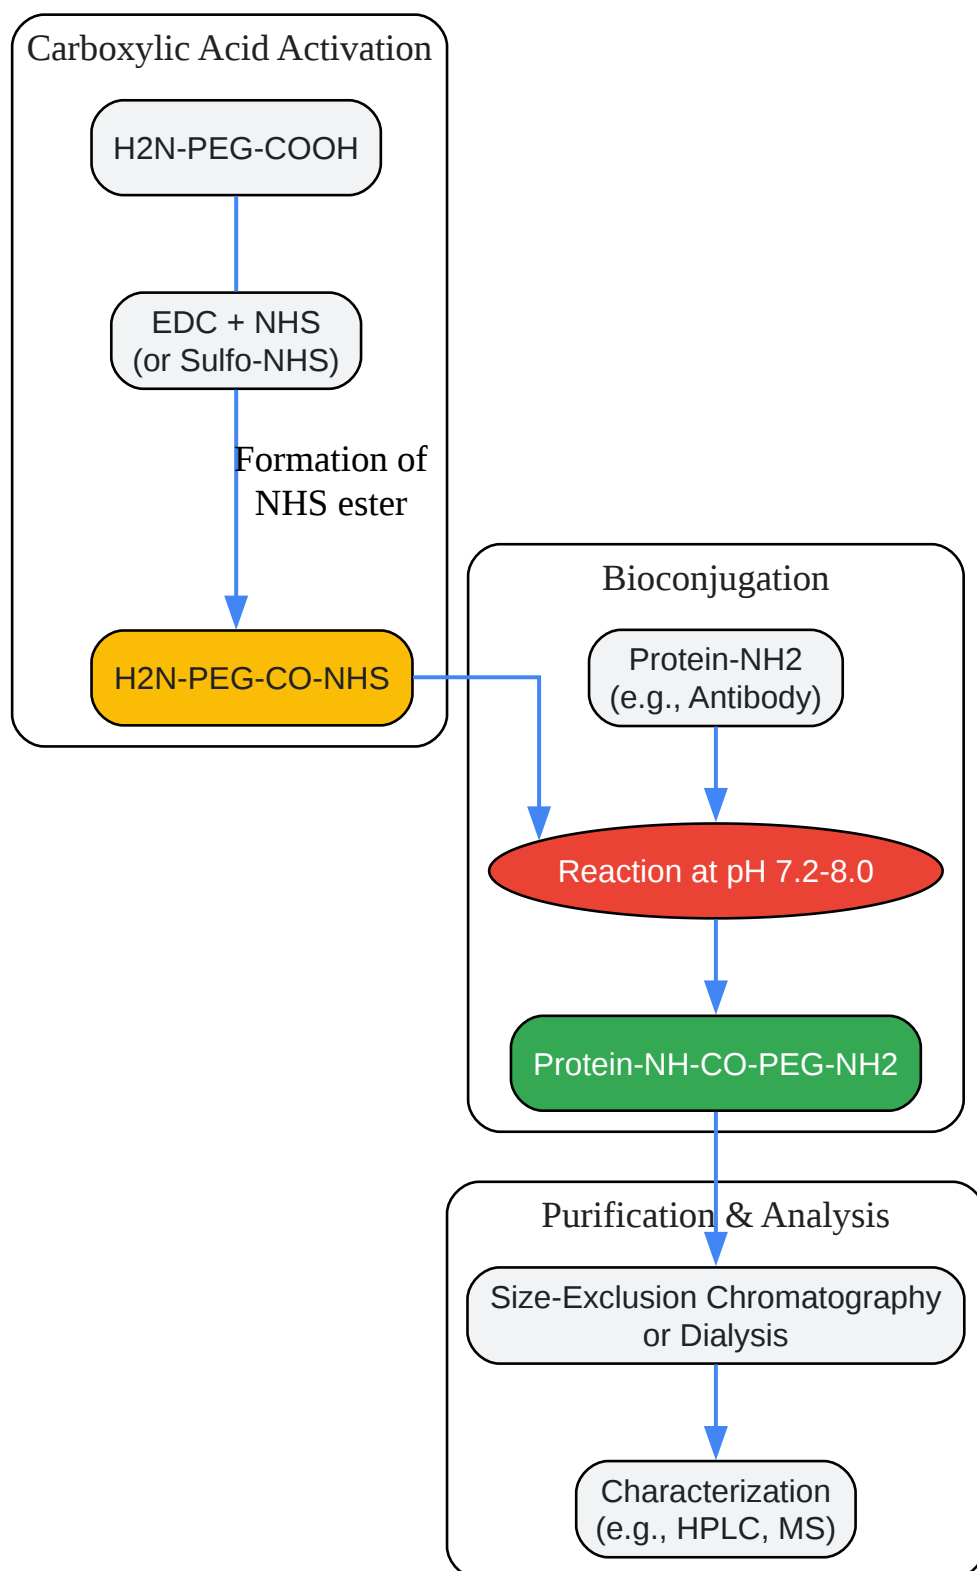 Carboxylic Acid Activation
H2N-PEG-COOH
EDC + NHS
(or Sulfo-NHS)
Formation of
NHS ester
H2N-PEG-CO-NHS
Bioconjugation
Protein-NH2
(e.g., Antibody)
Reaction at pH 7.2-8.0
Protein-NH-CO-PEG-NH2
Purification & Analysis
Size-Exclusion Chromatography
or Dialysis
Characterization
(e.g., HPLC, MS)